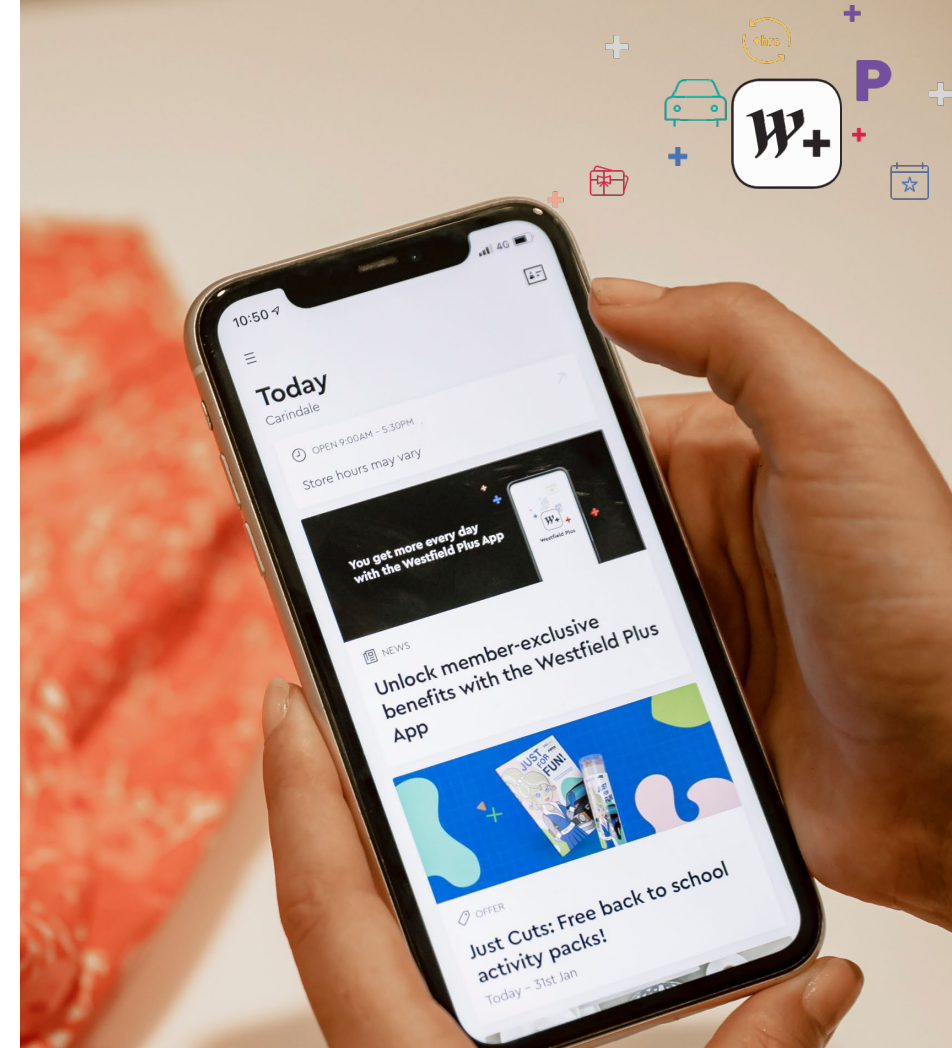 +hrs
P
W+
10:50
4G
Today
Carindale
OPEN 9:00AM – 5:30PM
Store hours may vary
You get more every day
with the Westfield Plus App
W+
Westfield Plus
NEWS
Unlock member-exclusive
benefits with the Westfield Plus
App
JUST
FOR
FUN!
OFFER
Just Cuts: Free back to school
activity packs!
Today – 31st Jan